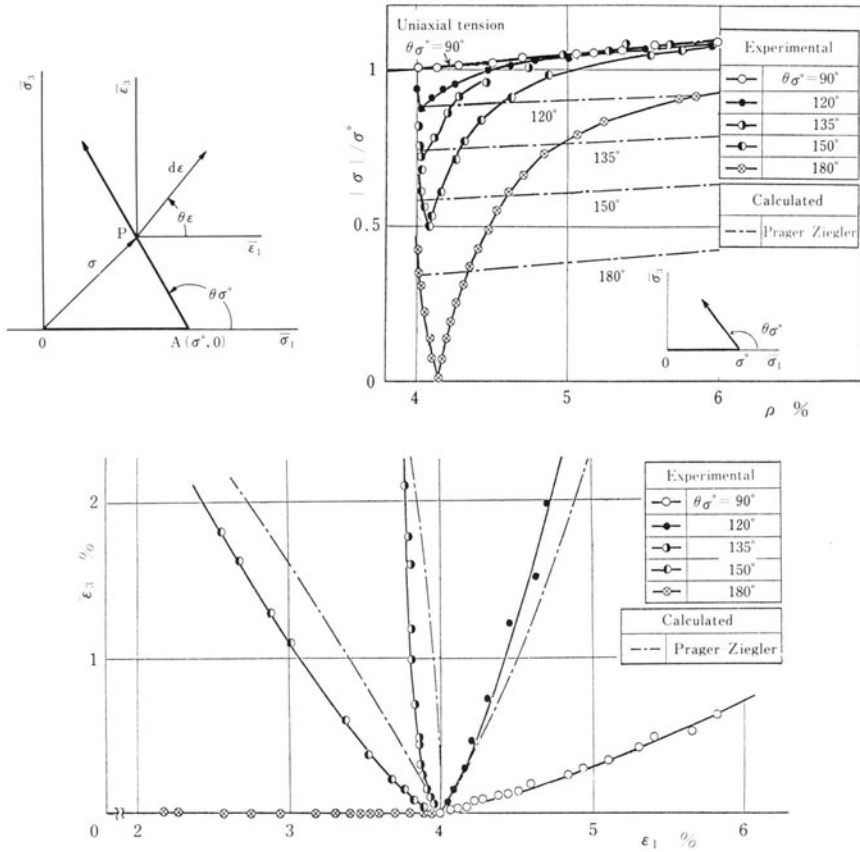 σ̄₃
ε̄₃
dε
θε
P
ε̄₁
σ
θσ*
0
A(σ*, 0)
σ̄₁
Uniaxial tension
θσ*=90°
1
0.5
0
|σ|/σ*
120°
135°
150°
180°
4
5
6
ρ %
Experimental
θσ*= 90°
120°
135°
150°
180°
Calculated
Prager Ziegler
σ̄₃
θσ*
0
σ*
σ̄₁
2
1
ε̄₃ %
0
2
3
4
5
6
ε₁ %
Experimental
θσ*= 90°
120°
135°
150°
180°
Calculated
Prager Ziegler